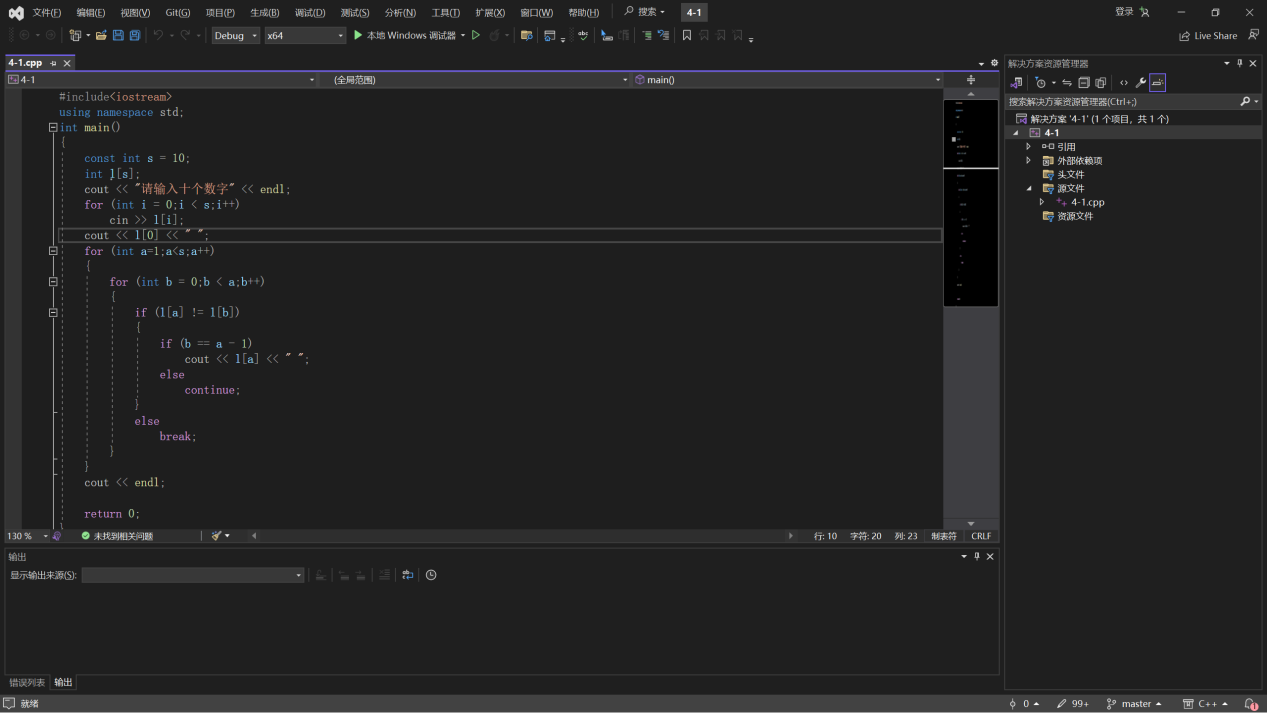 文件(F) 编辑(E) 视图(V) Git(G) 项目(P) 生成(B) 调试(D) 测试(S) 分析(N) 工具(T) 扩展(X) 窗口(W) 帮助(H) 搜索 4-1 登录
Debug x64 本地 Windows 调试器 Live Share
4-1.cpp
4-1 (全局范围) main()
#include<iostream>
using namespace std;
int main()
{
const int s = 10;
int l[s];
cout << "请输入十个数字" << endl;
for (int i = 0;i < s;i++)
cin >> l[i];
cout << l[0] << " ";
for (int a=1;a<s;a++)
{
for (int b = 0;b < a;b++)
{
if (l[a] != l[b])
{
if (b == a - 1)
cout << l[a] << " ";
else
continue;
}
else
break;
}
}
cout << endl;
return 0;
}
130 % 未找到相关问题 行: 10 字符: 20 列: 23 制表符 CRLF
输出
显示输出来源(S):
错误列表 输出
就绪 0 99+ master C++ 1
解决方案资源管理器
搜索解决方案资源管理器(Ctrl+;)
解决方案 '4-1' (1 个项目，共 1 个)
4-1
引用
外部依赖项
头文件
源文件
4-1.cpp
资源文件